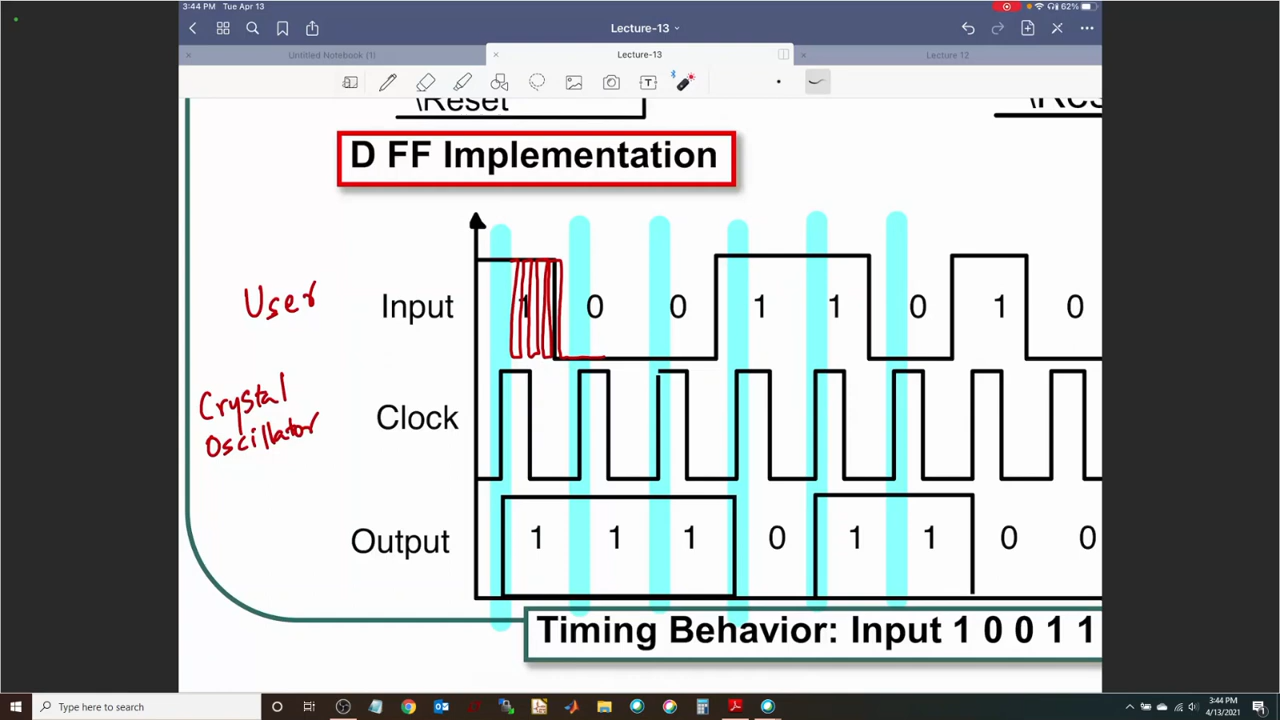 3:44 PM Tue Apr 13
62%
Lecture-13
Untitled Notebook (1)
Lecture-13
Lecture 12
\Reset
D FF Implementation
User
Input 1 0 0 1 1 0 1 0
Crystal
Oscillator
Clock
Output 1 1 1 0 1 1 0 0
Timing Behavior: Input 1 0 0 1 1
Type here to search
3:44 PM
4/13/2021